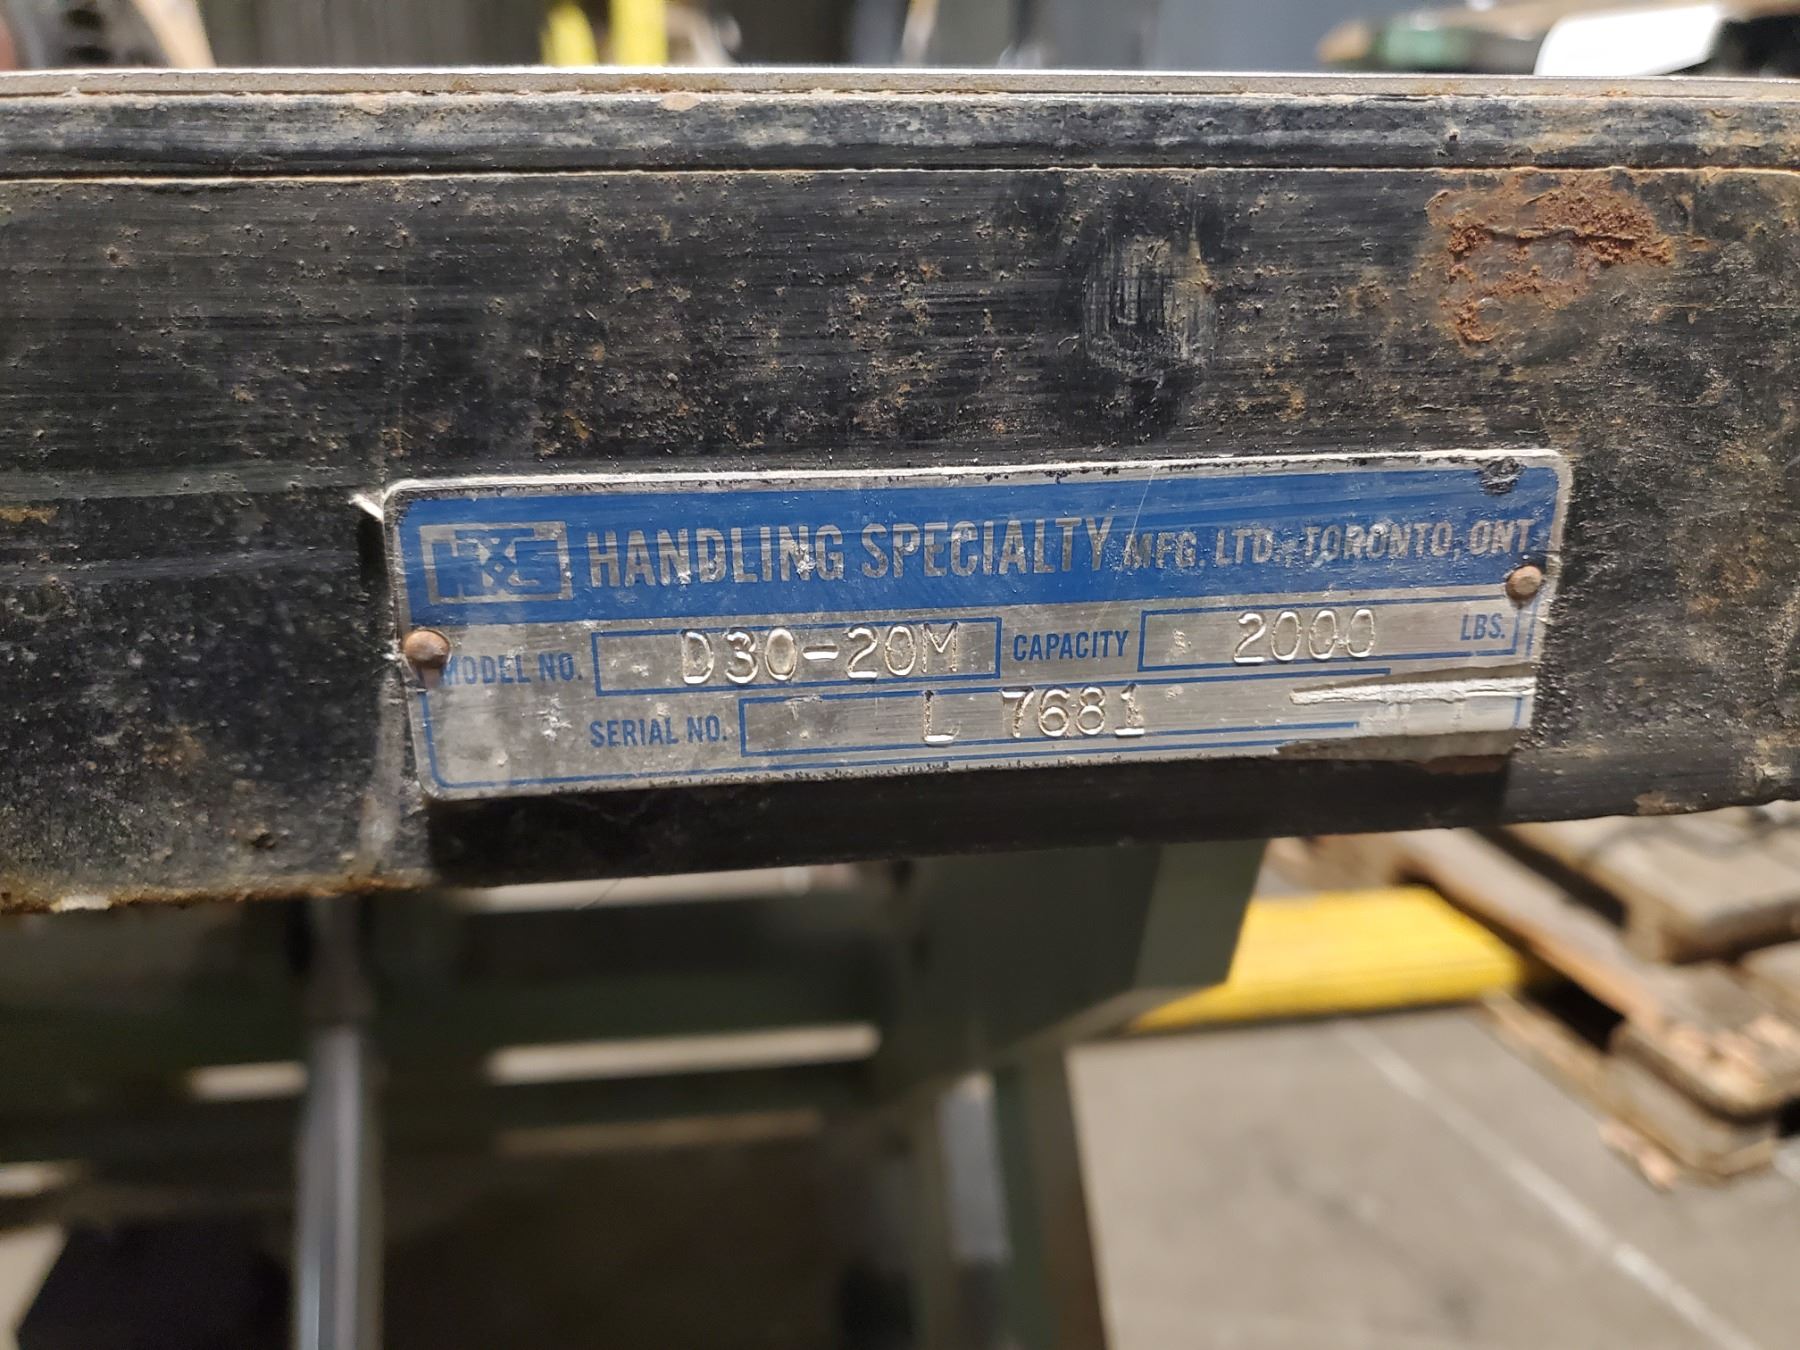 HANDLING SPECIALTY MFG. LTD., TORONTO, ONT
MODEL NO. D30-20M CAPACITY 2000 LBS.
SERIAL NO. L 7681